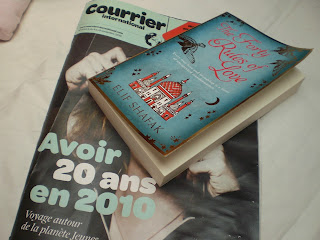 Courrier
international
The Forty
Rules of
Love
ELIF SHAFAK
Avoir
20 ans
en 2010
Voyage autour
de la planète Jeunes